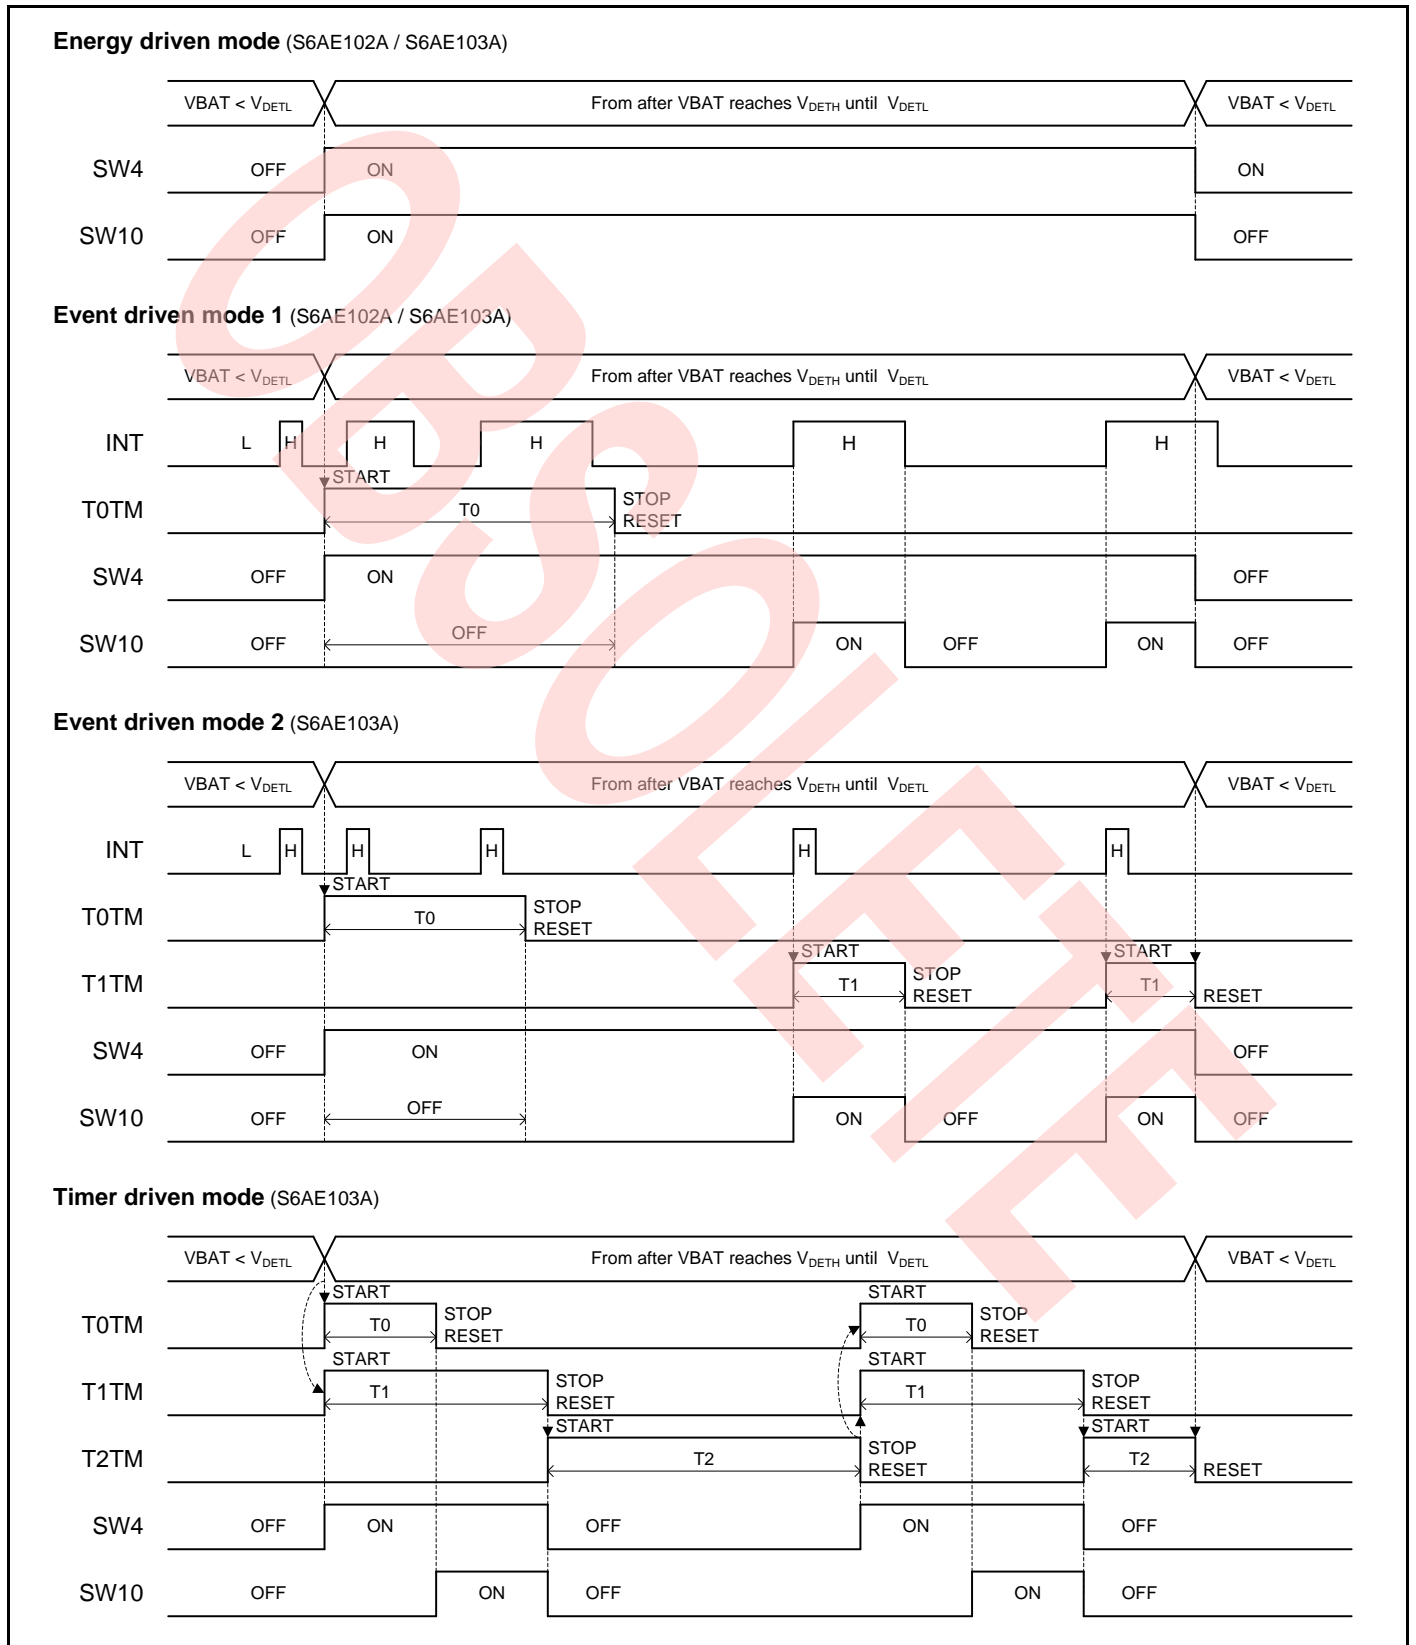 Energy driven mode (S6AE102A / S6AE103A)
VBAT < VDETL From after VBAT reaches VDETH until VDETL VBAT < VDETL
SW4 OFF ON ON
SW10 OFF ON OFF
Event driven mode 1 (S6AE102A / S6AE103A)
VBAT < VDETL From after VBAT reaches VDETH until VDETL VBAT < VDETL
INT L H H H H H
START
T0TM T0 STOP
RESET
SW4 OFF ON OFF
SW10 OFF OFF ON OFF ON OFF
Event driven mode 2 (S6AE103A)
VBAT < VDETL From after VBAT reaches VDETH until VDETL VBAT < VDETL
INT L H H H H H
START
T0TM T0 STOP
RESET
START START
T1TM T1 STOP
RESET T1 RESET
SW4 OFF ON OFF
SW10 OFF OFF ON OFF ON OFF
Timer driven mode (S6AE103A)
VBAT < VDETL From after VBAT reaches VDETH until VDETL VBAT < VDETL
START START
T0TM T0 STOP T0 STOP
RESET RESET
START START
T1TM T1 STOP T1 STOP
RESET RESET
START START
T2TM T2 STOP T2
RESET RESET
SW4 OFF ON OFF ON OFF
SW10 OFF ON OFF ON OFF
OBSOLETE